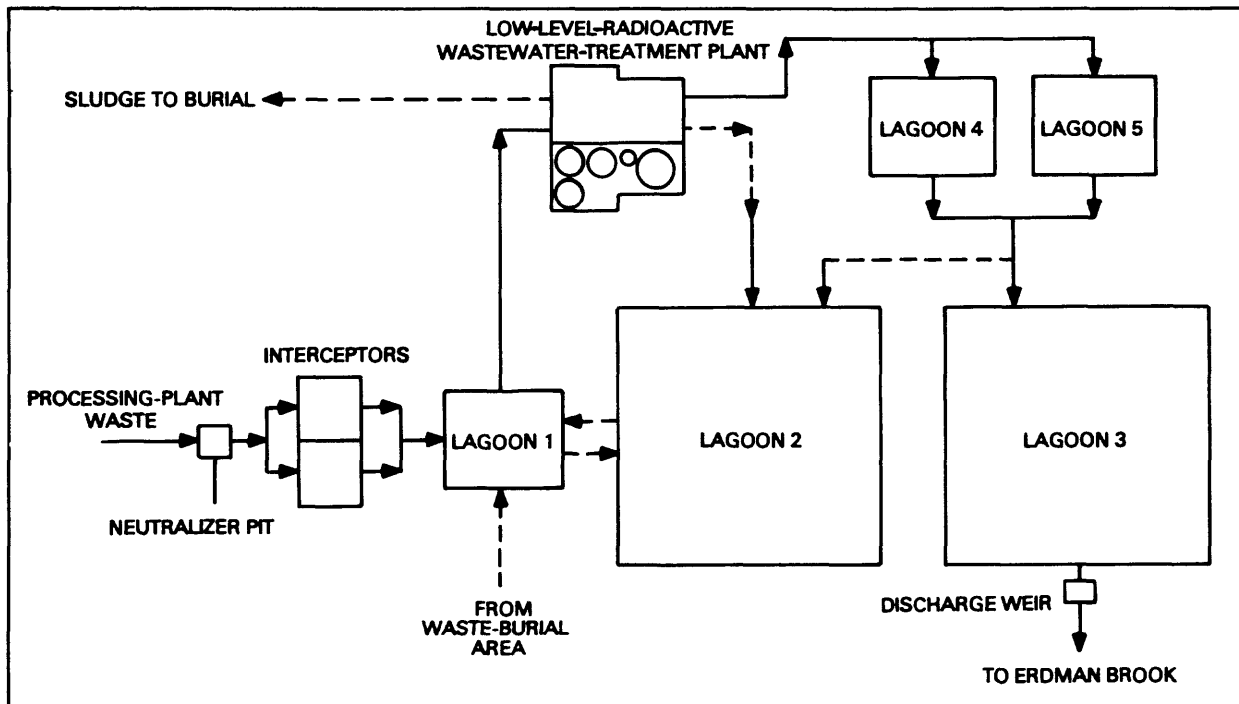 LOW-LEVEL-RADIOACTIVE
WASTEWATER-TREATMENT PLANT
SLUDGE TO BURIAL
LAGOON 4
LAGOON 5
INTERCEPTORS
PROCESSING-PLANT
WASTE
LAGOON 1
LAGOON 2
LAGOON 3
NEUTRALIZER PIT
FROM
WASTE-BURIAL
AREA
DISCHARGE WEIR
TO ERDMAN BROOK